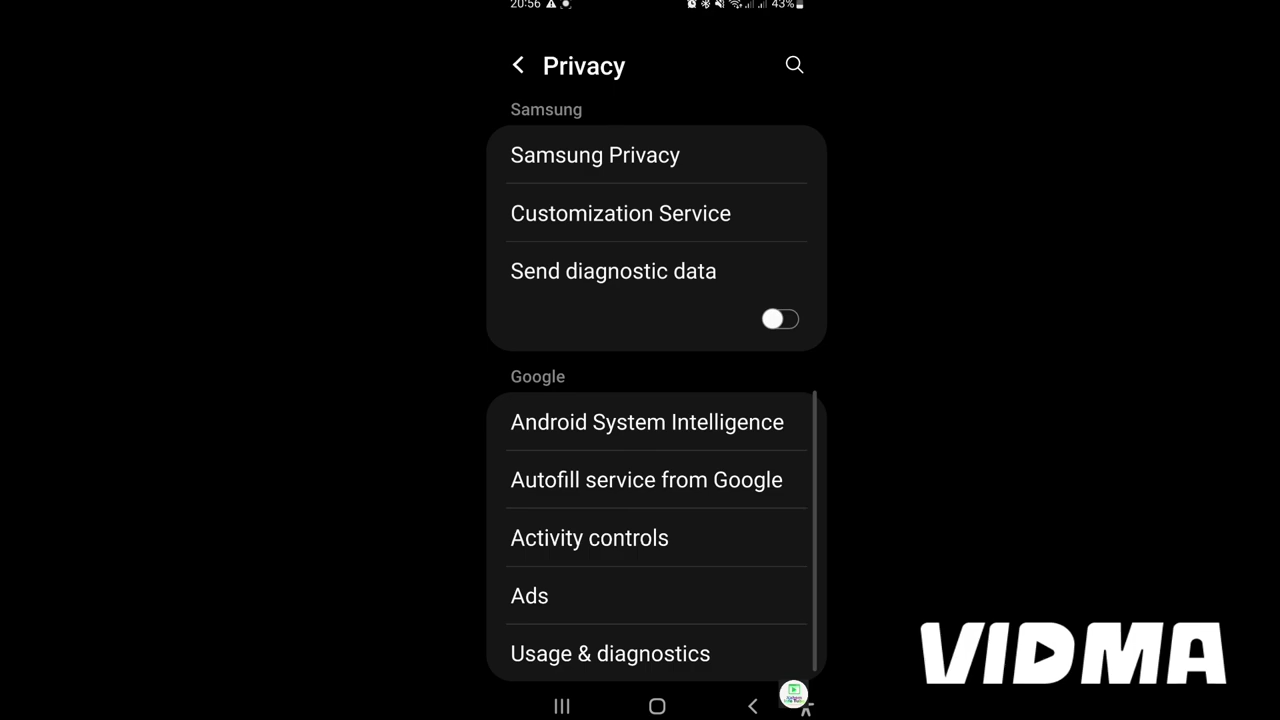 20:56
43%
Privacy
Samsung
Samsung Privacy
Customization Service
Send diagnostic data
Google
Android System Intelligence
Autofill service from Google
Activity controls
Ads
Usage & diagnostics
VIDMA